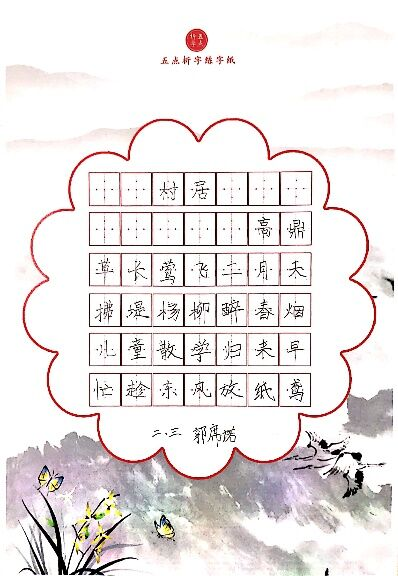 五点折字练字纸
村居
高鼎
草长莺飞二月天
拂堤杨柳醉春烟
儿童散学归来早
忙趁东风放纸鸢
二.三